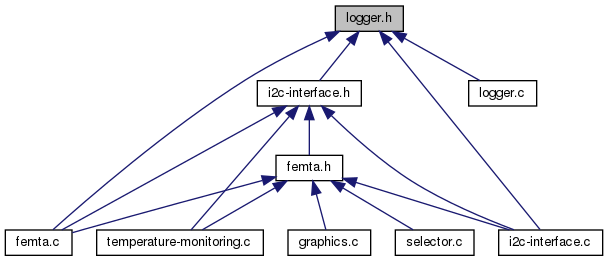 logger.h
i2c-interface.h
logger.c
femta.h
femta.c
temperature-monitoring.c
graphics.c
selector.c
i2c-interface.c